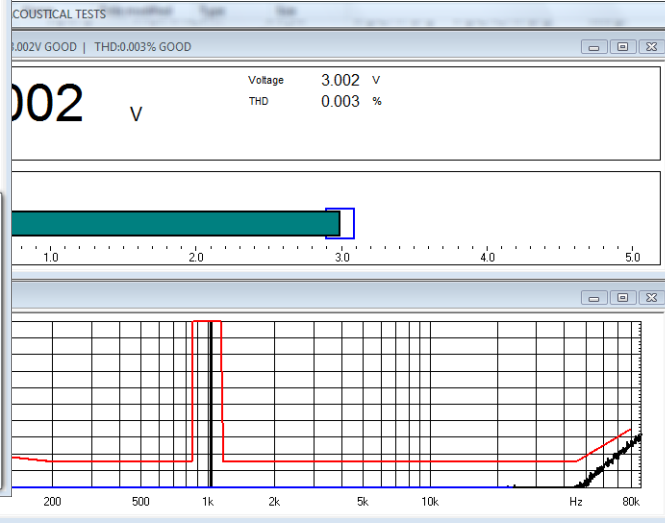 COUSTICAL TESTS
.002V GOOD | THD:0.003% GOOD
002 V
Voltage 3.002 V
THD 0.003 %
1.0 2.0 3.0 4.0 5.0
200 500 1k 2k 5k 10k Hz 80k